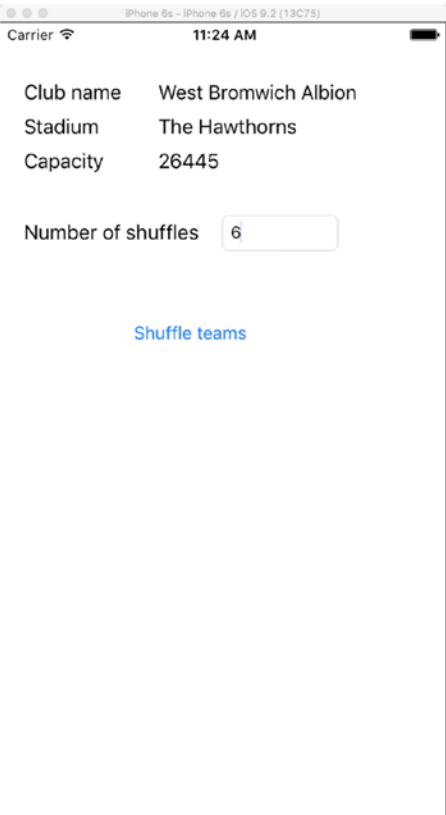 iPhone 6s - iPhone 6s / iOS 9.2 (13C75)
Carrier 11:24 AM
Club name West Bromwich Albion
Stadium The Hawthorns
Capacity 26445
Number of shuffles 6
Shuffle teams